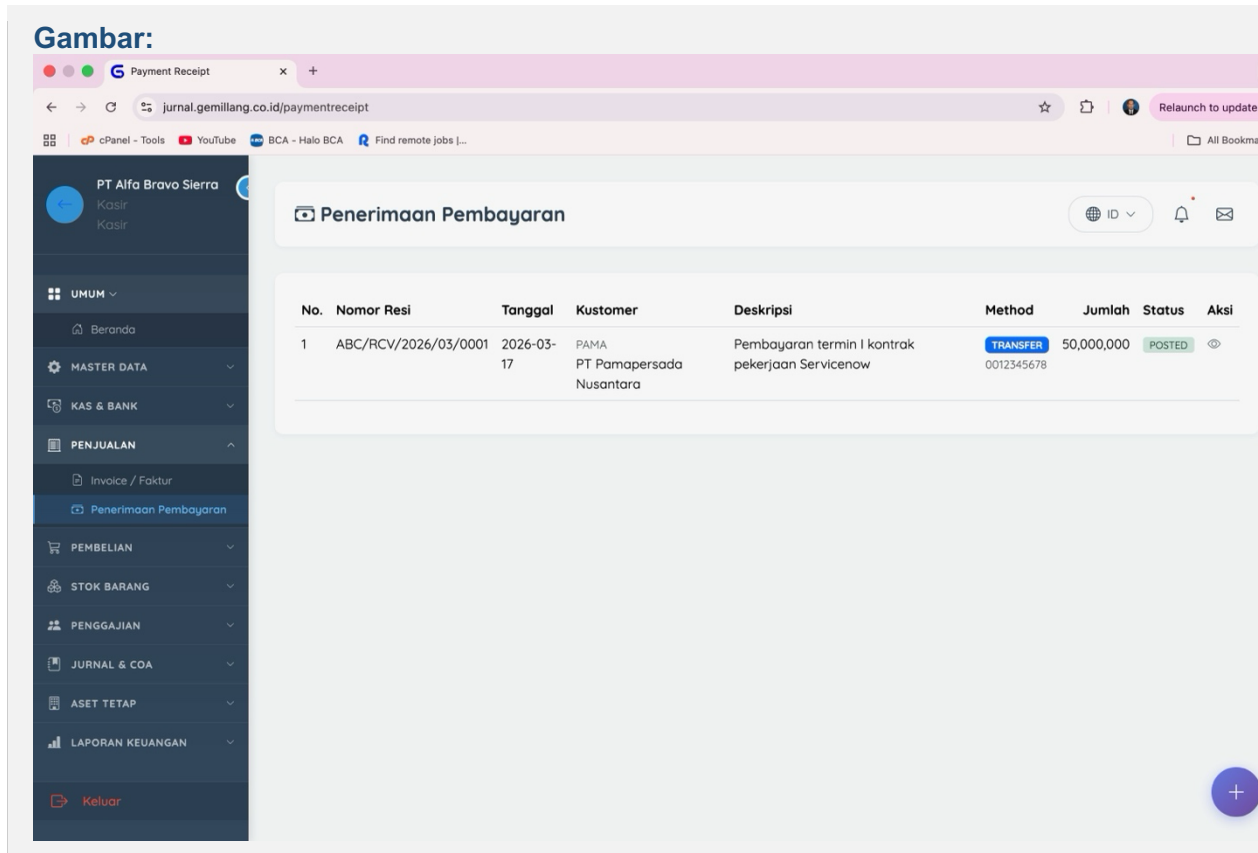 Gambar:
Payment Receipt
jurnal.gemillang.co.id/paymentreceipt
Relaunch to update
cPanel - Tools
YouTube
BCA - Halo BCA
Find remote jobs |...
All Bookma
PT Alfa Bravo Sierra
Kasir
Kasir
UMUM
Beranda
MASTER DATA
KAS & BANK
PENJUALAN
Invoice / Faktur
Penerimaan Pembayaran
PEMBELIAN
STOK BARANG
PENGGAJIAN
JURNAL & COA
ASET TETAP
LAPORAN KEUANGAN
Keluar
Penerimaan Pembayaran
ID
No. Nomor Resi Tanggal Kustomer Deskripsi Method Jumlah Status Aksi
1 ABC/RCV/2026/03/0001 2026-03- PAMA Pembayaran termin I kontrak TRANSFER 50,000,000 POSTED
17 PT Pamapersada pekerjaan Servicenow 0012345678
Nusantara